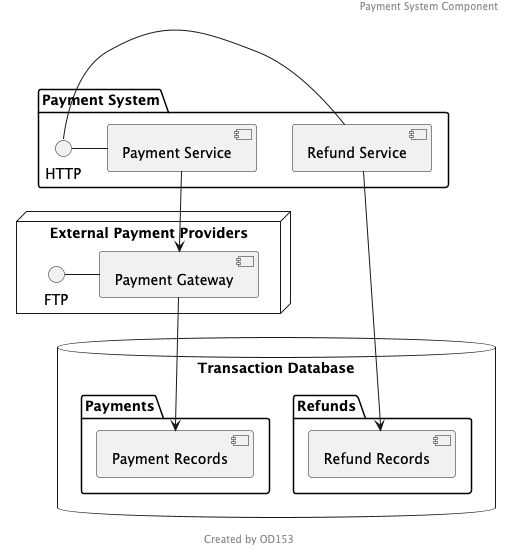 Payment System Component
Payment System
HTTP
Payment Service
Refund Service
External Payment Providers
FTP
Payment Gateway
Transaction Database
Payments
Refunds
Payment Records
Refund Records
Created by OD153